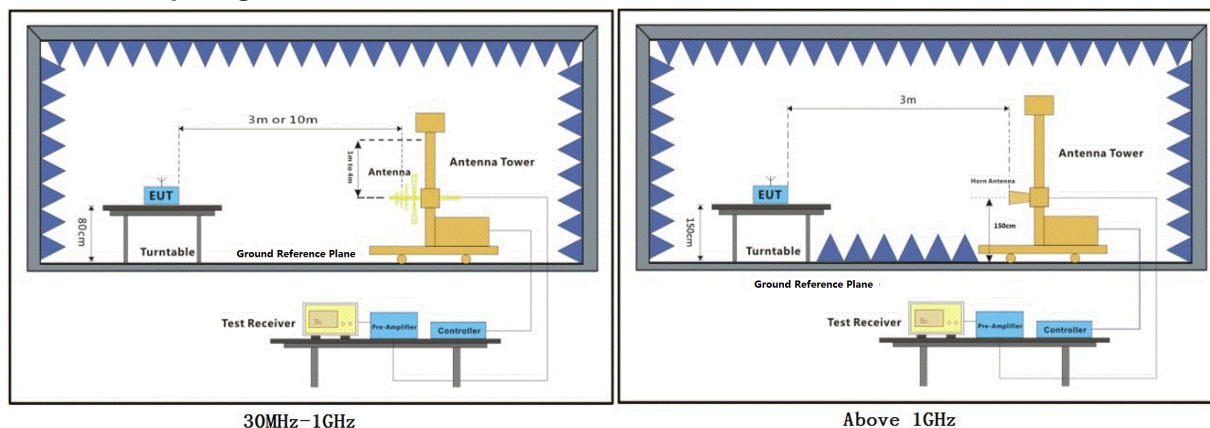 3m or 10m
1m to 4m
Antenna
Antenna Tower
EUT
80cm
Turntable
Ground Reference Plane
Test Receiver
Pre-Amplifier
Controller
30MHz-1GHz
3m
Antenna Tower
Horn Antenna
EUT
150cm
150cm
Turntable
Ground Reference Plane
Test Receiver
Pre-Amplifier
Controller
Above 1GHz